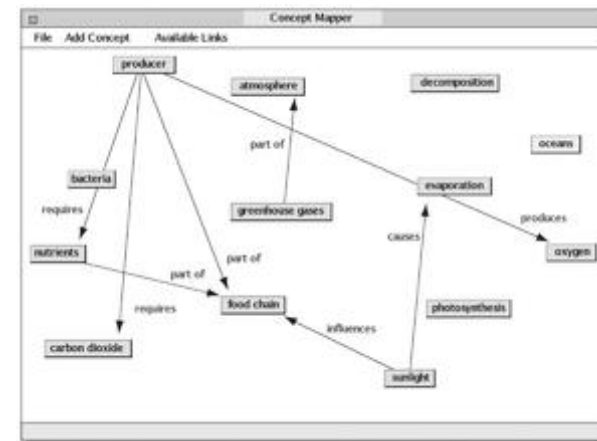 Concept Mapper
File Add Concept Available Links
producer
atmosphere
decomposition
oceans
part of
bacteria
evaporation
requires
greenhouse gases
produces
causes
nutrients
oxygen
part of
part of
food chain
requires
photosynthesis
influences
carbon dioxide
sunlight